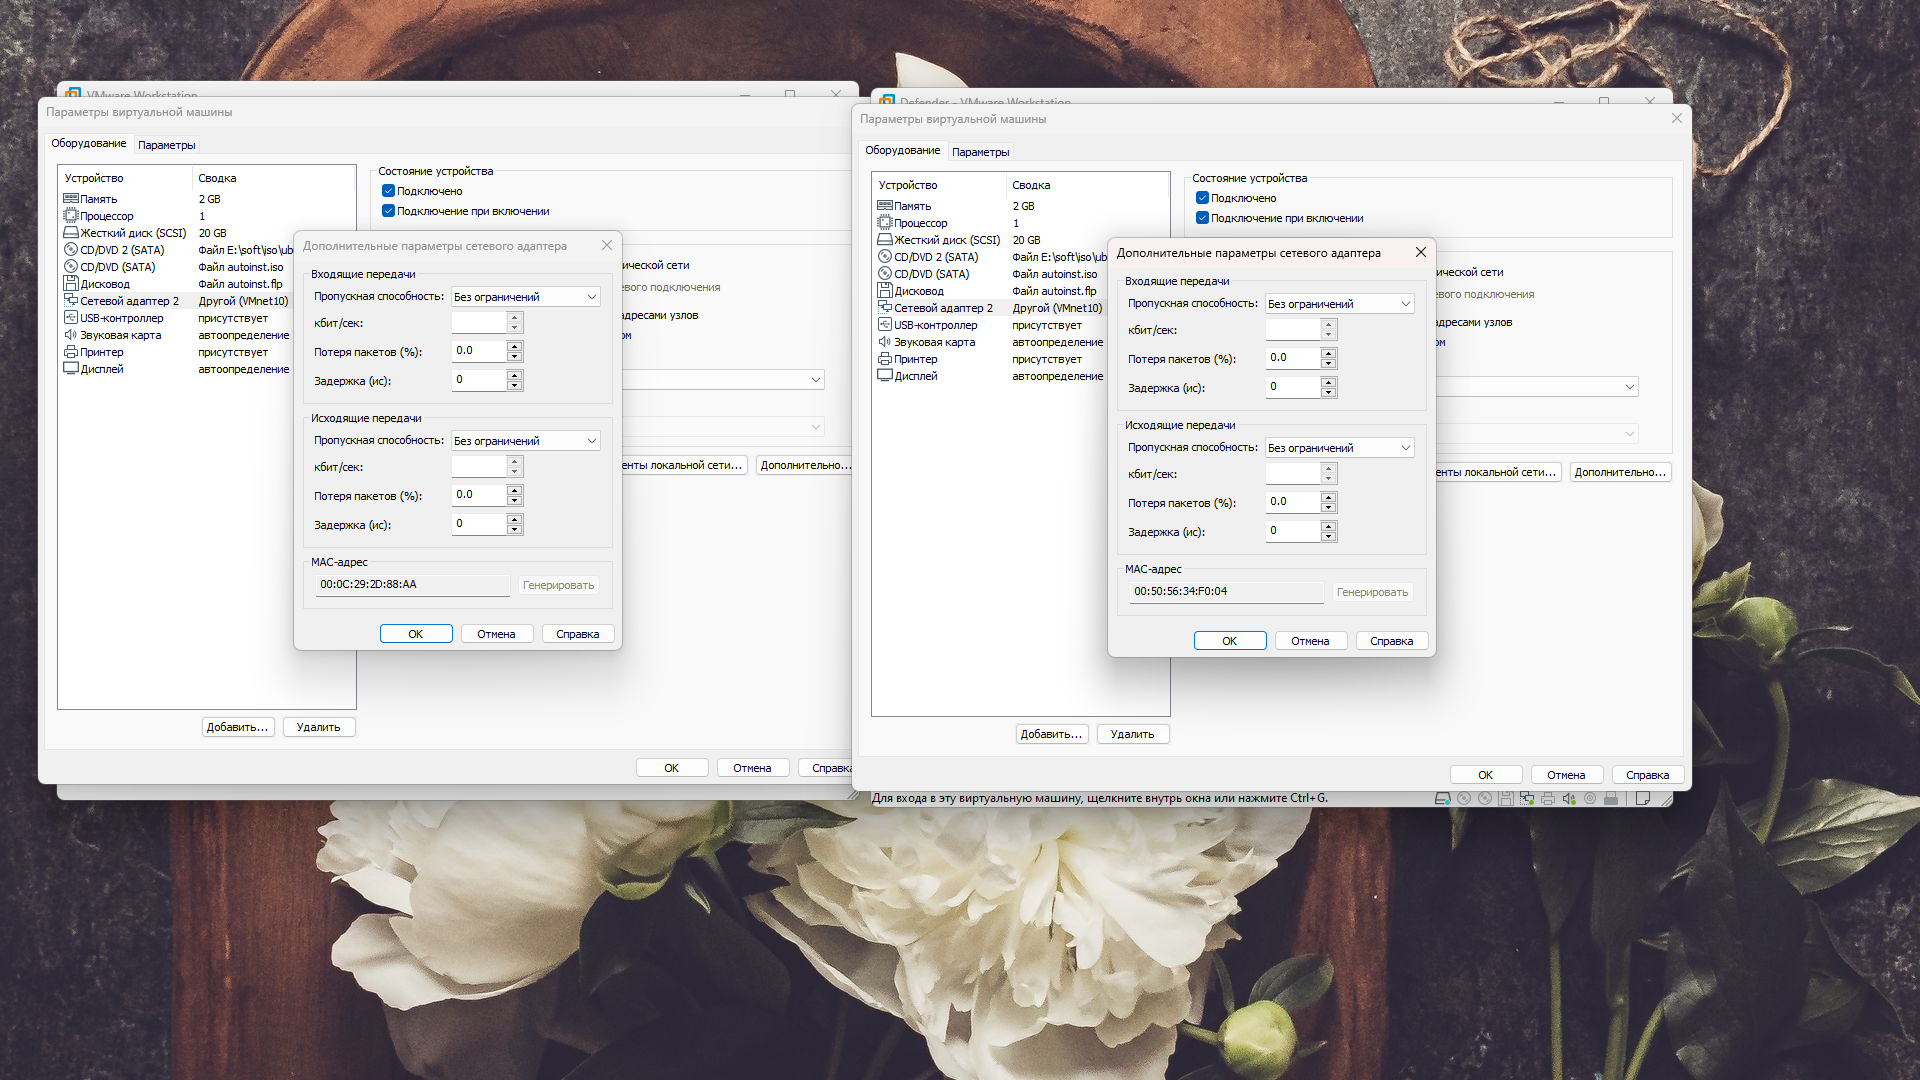 VMware Workstation
Параметры виртуальной машины
Оборудование
Параметры
Устройство
Сводка
Память
2 GB
Процессор
1
Жесткий диск (SCSI)
20 GB
CD/DVD 2 (SATA)
Файл E:\soft\iso\ub
CD/DVD (SATA)
Файл autoinst.iso
Дисковод
Файл autoinst.flp
Сетевой адаптер 2
Другой (VMnet10)
USB-контроллер
присутствует
Звуковая карта
автоопределение
Принтер
присутствует
Дисплей
автоопределение
Добавить...
Удалить
Состояние устройства
Подключено
Подключение при включении
ической сети
евого подключения
адресами узлов
ом
енты локальной сети...
Дополнительно...
OK
Отмена
Справка
Дополнительные параметры сетевого адаптера
Входящие передачи
Пропускная способность:
Без ограничений
кбит/сек:
Потеря пакетов (%):
0.0
Задержка (ис):
0
Исходящие передачи
Пропускная способность:
Без ограничений
кбит/сек:
Потеря пакетов (%):
0.0
Задержка (ис):
0
MAC-адрес
00:0C:29:2D:88:AA
Генерировать
OK
Отмена
Справка
Defender - VMware Workstation
Параметры виртуальной машины
Оборудование
Параметры
Устройство
Сводка
Память
2 GB
Процессор
1
Жесткий диск (SCSI)
20 GB
CD/DVD 2 (SATA)
Файл E:\soft\iso\ub
CD/DVD (SATA)
Файл autoinst.iso
Дисковод
Файл autoinst.flp
Сетевой адаптер 2
Другой (VMnet10)
USB-контроллер
присутствует
Звуковая карта
автоопределение
Принтер
присутствует
Дисплей
автоопределение
Добавить...
Удалить
Состояние устройства
Подключено
Подключение при включении
ической сети
евого подключения
адресами узлов
ом
енты локальной сети...
Дополнительно...
OK
Отмена
Справка
Дополнительные параметры сетевого адаптера
Входящие передачи
Пропускная способность:
Без ограничений
кбит/сек:
Потеря пакетов (%):
0.0
Задержка (ис):
0
Исходящие передачи
Пропускная способность:
Без ограничений
кбит/сек:
Потеря пакетов (%):
0.0
Задержка (ис):
0
MAC-адрес
00:50:56:34:F0:04
Генерировать
OK
Отмена
Справка
Для входа в эту виртуальную машину, щелкните внутрь окна или нажмите Ctrl+G.